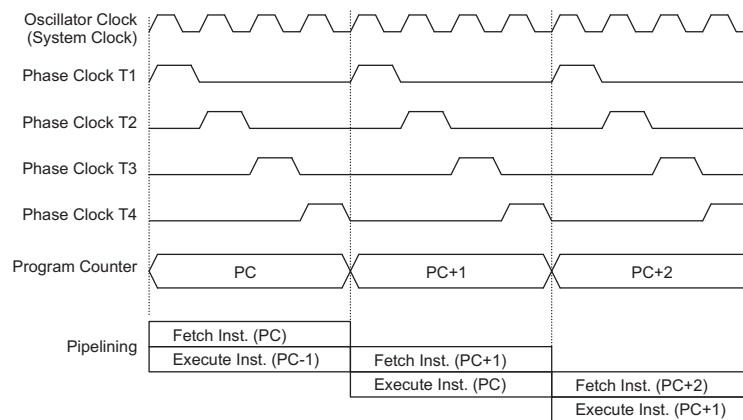 Oscillator Clock
(System Clock)
Phase Clock T1
Phase Clock T2
Phase Clock T3
Phase Clock T4
Program Counter
PC
PC+1
PC+2
Pipelining
Fetch Inst. (PC)
Execute Inst. (PC-1)
Fetch Inst. (PC+1)
Execute Inst. (PC)
Fetch Inst. (PC+2)
Execute Inst. (PC+1)